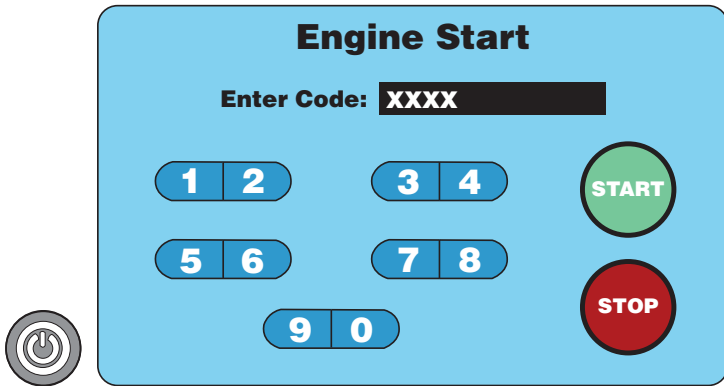 Engine Start
Enter Code: XXXX
1 2 3 4
START
5 6 7 8
STOP
9 0